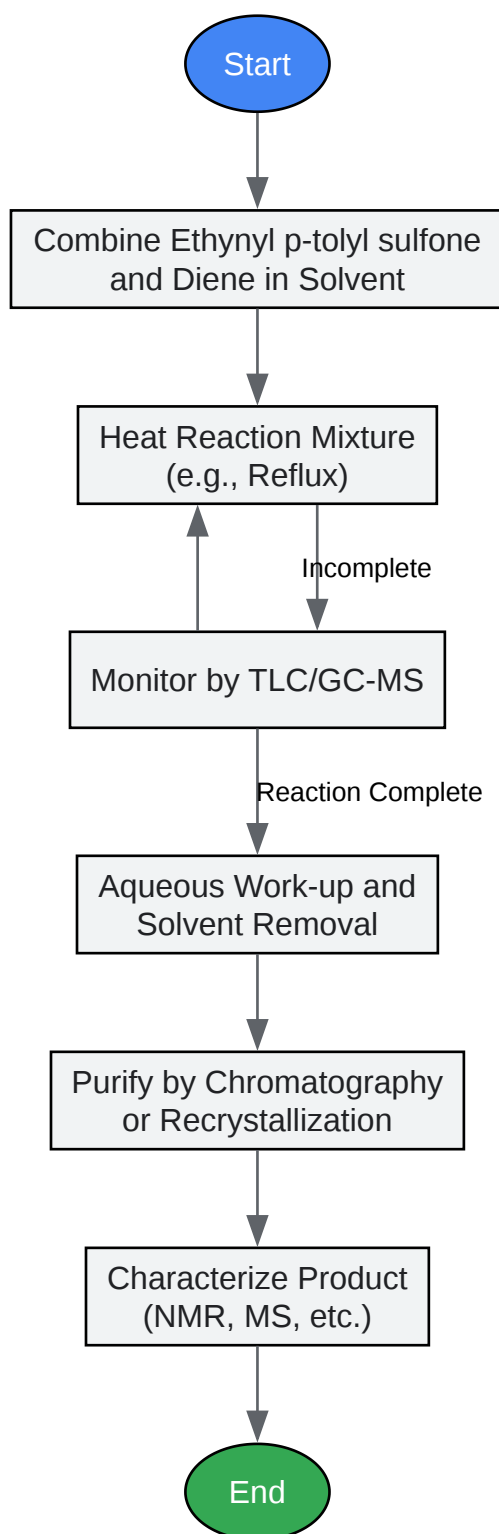 Start
Combine Ethynyl p-tolyl sulfone
and Diene in Solvent
Heat Reaction Mixture
(e.g., Reflux)
Incomplete
Monitor by TLC/GC-MS
Reaction Complete
Aqueous Work-up and
Solvent Removal
Purify by Chromatography
or Recrystallization
Characterize Product
(NMR, MS, etc.)
End